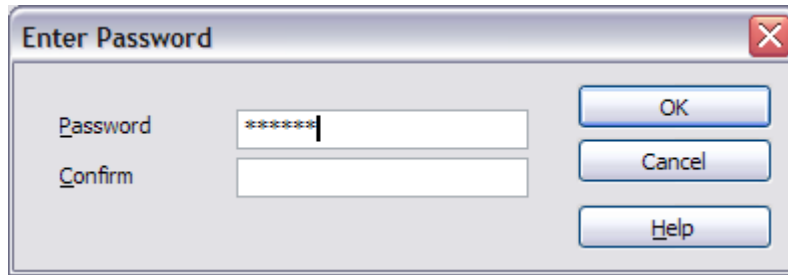 Enter Password
Password ******
OK
Confirm
Cancel
Help